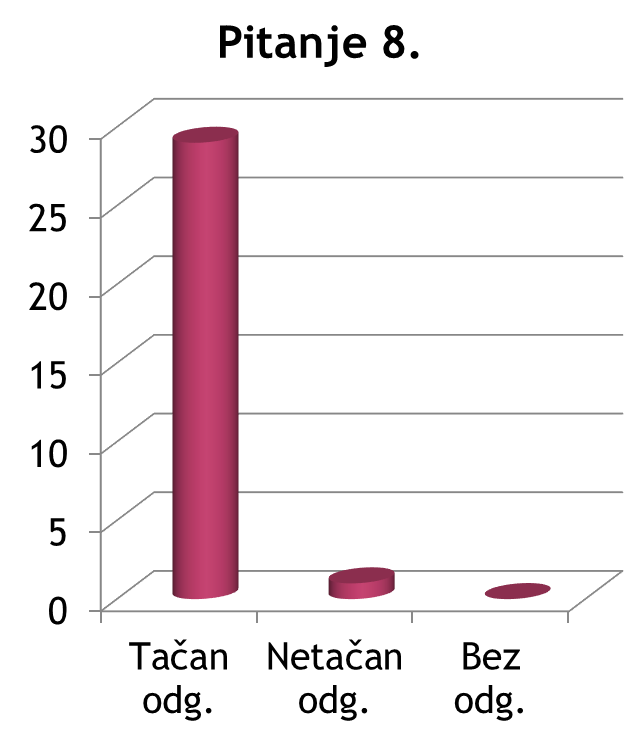 Pitanje 8.
30
25
20
15
10
5
0
Tačan odg.
Netačan odg.
Bez odg.